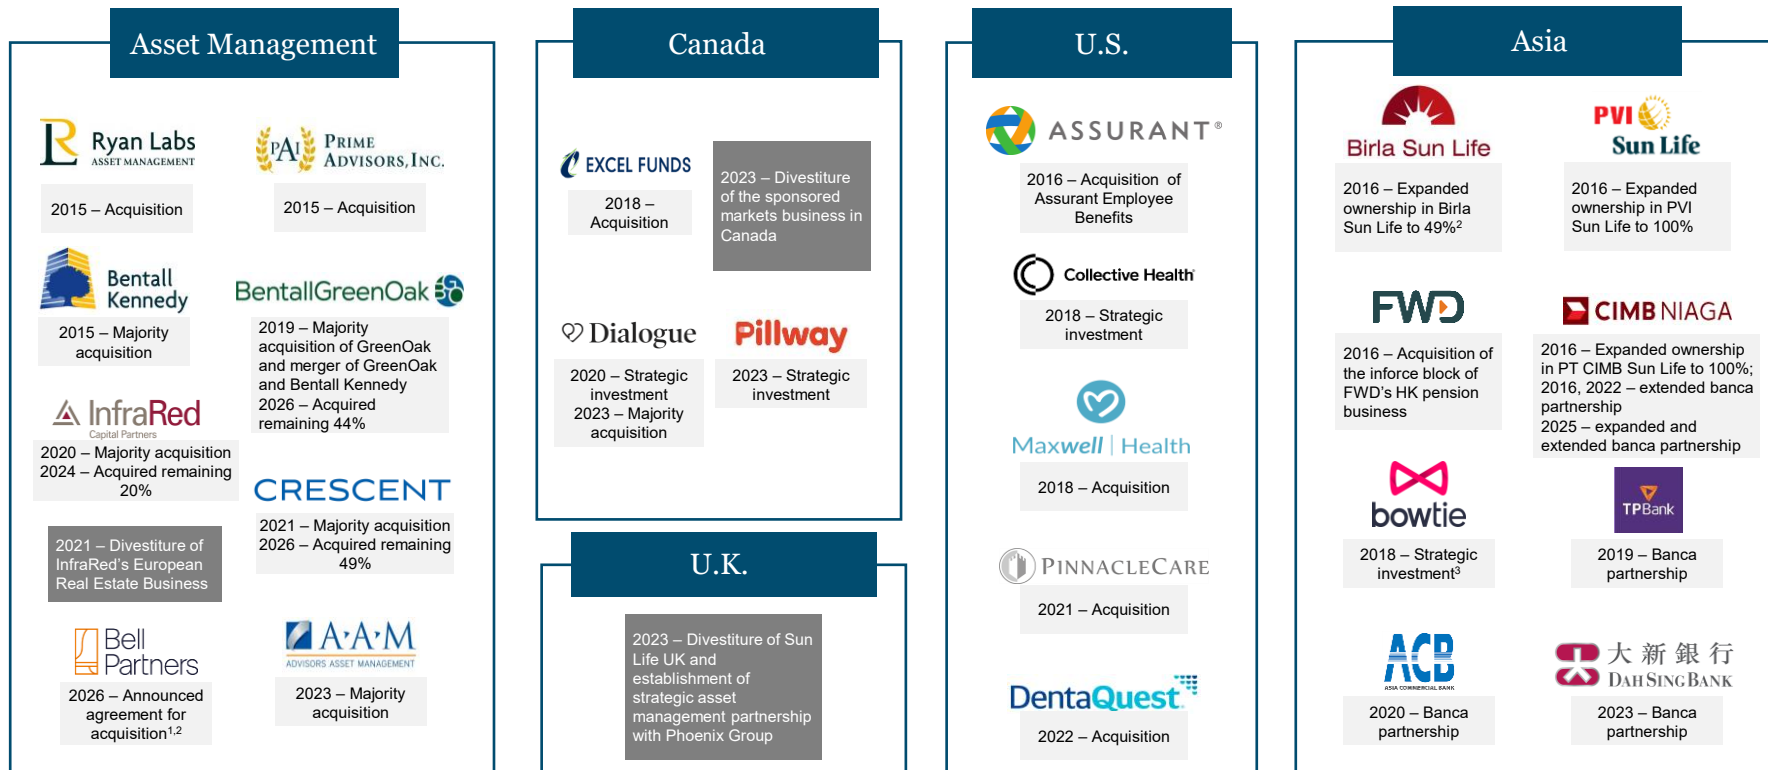 Asset Management
Ryan Labs
ASSET MANAGEMENT
2015 – Acquisition
PAI
PRIME
ADVISORS, INC.
2015 – Acquisition
Bentall
Kennedy
2015 – Majority
acquisition
BentallGreenOak
2019 – Majority
acquisition of GreenOak
and merger of GreenOak
and Bentall Kennedy
2026 – Acquired
remaining 44%
InfraRed
Capital Partners
2020 – Majority acquisition
2024 – Acquired remaining
20%
CRESCENT
2021 – Majority acquisition
2026 – Acquired remaining
49%
2021 – Divestiture of
InfraRed’s European
Real Estate Business
Bell
Partners
2026 – Announced
agreement for
acquisition1,2
A·A·M
ADVISORS ASSET MANAGEMENT
2023 – Majority
acquisition
Canada
EXCEL FUNDS
2018 –
Acquisition
2023 – Divestiture
of the sponsored
markets business in
Canada
Dialogue
2020 – Strategic
investment
2023 – Majority
acquisition
Pillway
2023 – Strategic
investment
U.K.
2023 – Divestiture of Sun
Life UK and
establishment of
strategic asset
management partnership
with Phoenix Group
U.S.
ASSURANT®
2016 – Acquisition of
Assurant Employee
Benefits
Collective Health
2018 – Strategic
investment
Maxwell | Health
2018 – Acquisition
PINNACLECARE
2021 – Acquisition
DentaQuest
2022 – Acquisition
Asia
Birla Sun Life
2016 – Expanded
ownership in Birla
Sun Life to 49%2
PVI
Sun Life
2016 – Expanded
ownership in PVI
Sun Life to 100%
FWD
2016 – Acquisition of
the inforce block of
FWD’s HK pension
business
CIMB NIAGA
2016 – Expanded ownership
in PT CIMB Sun Life to 100%;
2016, 2022 – extended banca
partnership
2025 – expanded and
extended banca partnership
bowtie
2018 – Strategic
investment3
TPBank
2019 – Banca
partnership
ACB
ASIA COMMERCIAL BANK
2020 – Banca
partnership
大新銀行
DAH SING BANK
2023 – Banca
partnership